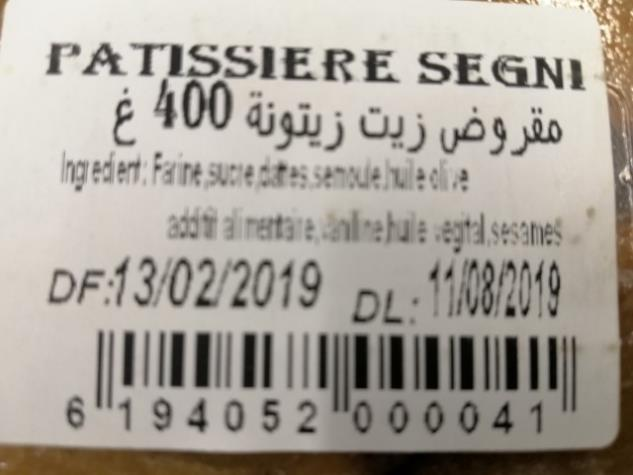 PATISSIERE SEGNI
مقروض زيت زيتونة 400 غ
Ingredient: Farine,sucre,dattes,semoule,huile olive
additif alimentaire,vaniline,huile vegital,sesames
DF:13/02/2019 DL: 11/08/2019
6 194052 000041